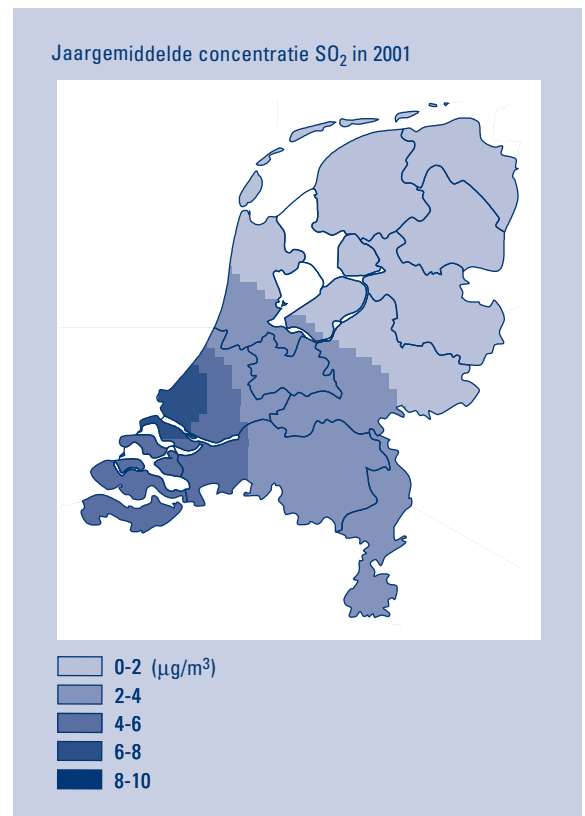 Jaargemiddelde concentratie SO₂ in 2001
0-2 (µg/m³)
2-4
4-6
6-8
8-10